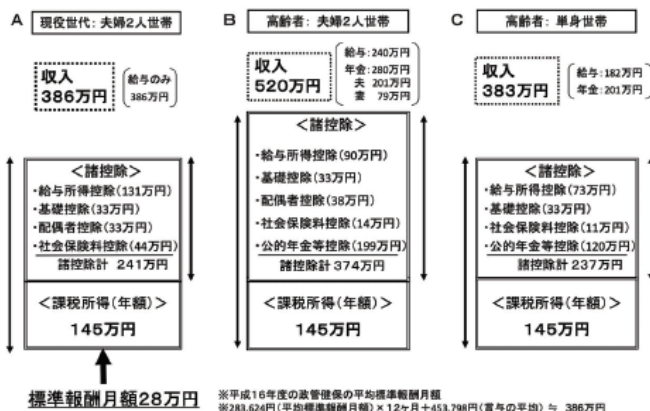 A 現役世代:夫婦2人世帯
収入
386万円
給与のみ
386万円
<諸控除>
・給与所得控除(131万円)
・基礎控除(33万円)
・配偶者控除(33万円)
・社会保険料控除(44万円)
諸控除計 241万円
<課税所得(年額)>
145万円
標準報酬月額28万円
B 高齢者:夫婦2人世帯
収入
520万円
給与:240万円
年金:280万円
夫 201万円
妻 79万円
<諸控除>
・給与所得控除(90万円)
・基礎控除(33万円)
・配偶者控除(38万円)
・社会保険料控除(14万円)
・公的年金等控除(199万円)
諸控除計 374万円
<課税所得(年額)>
145万円
C 高齢者:単身世帯
収入
383万円
給与:182万円
年金:201万円
<諸控除>
・給与所得控除(73万円)
・基礎控除(33万円)
・社会保険料控除(11万円)
・公的年金等控除(120万円)
諸控除計 237万円
<課税所得(年額)>
145万円
※平成16年度の政管健保の平均標準報酬月額
※283,624円(平均標準報酬月額)×12ヶ月+453,798円(賞与の平均) ≒ 386万円